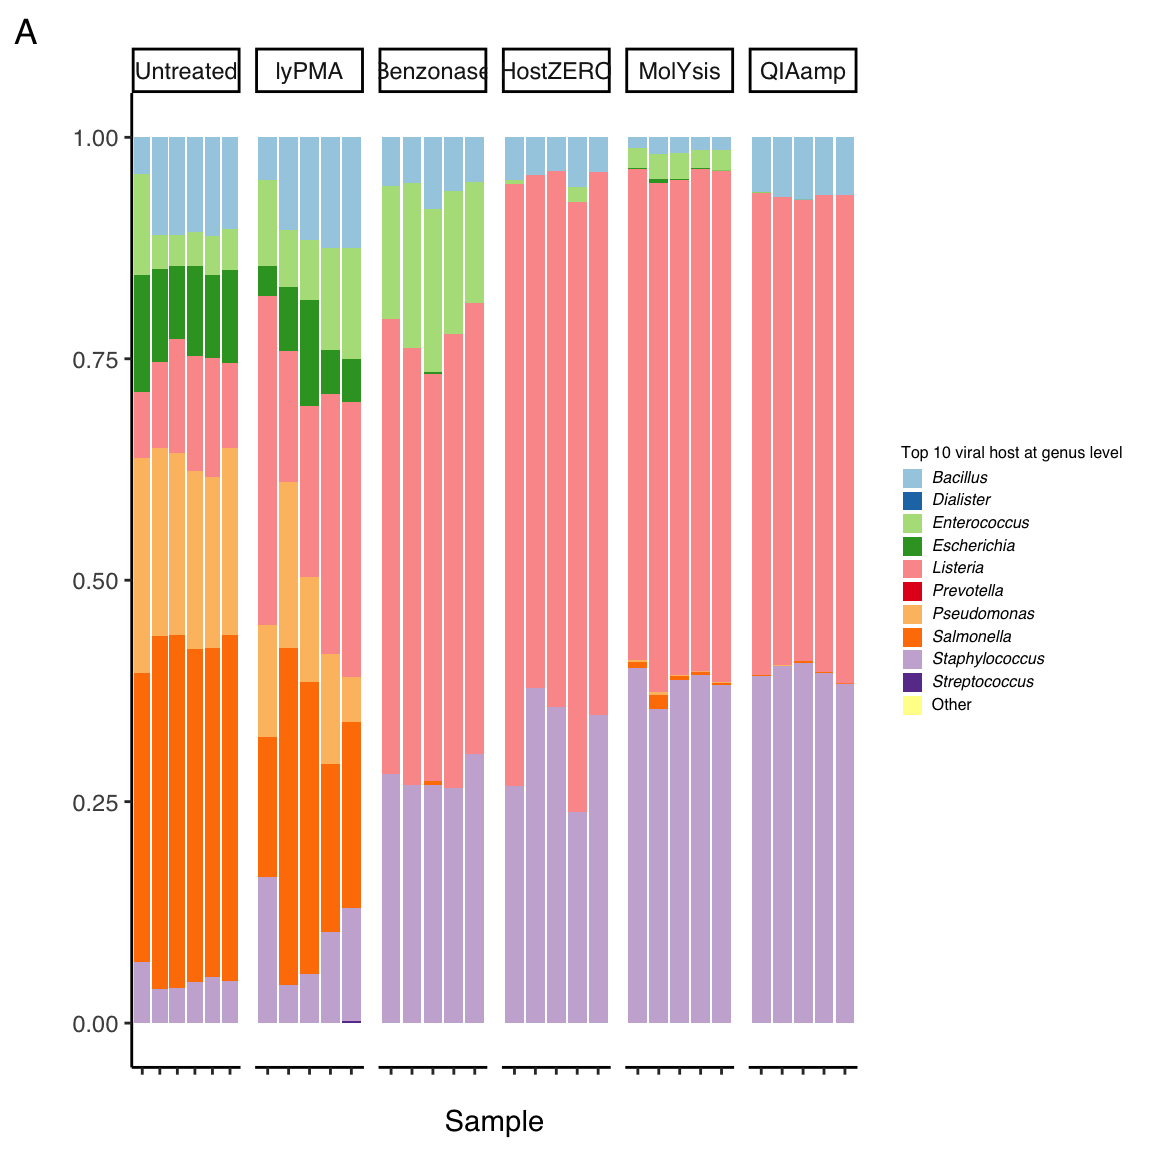 A
Untreated lyPMA Benzonase HostZERO MolYsis QIAamp
1.00
0.75
0.50
0.25
0.00
Sample
Top 10 viral host at genus level
Bacillus
Dialister
Enterococcus
Escherichia
Listeria
Prevotella
Pseudomonas
Salmonella
Staphylococcus
Streptococcus
Other